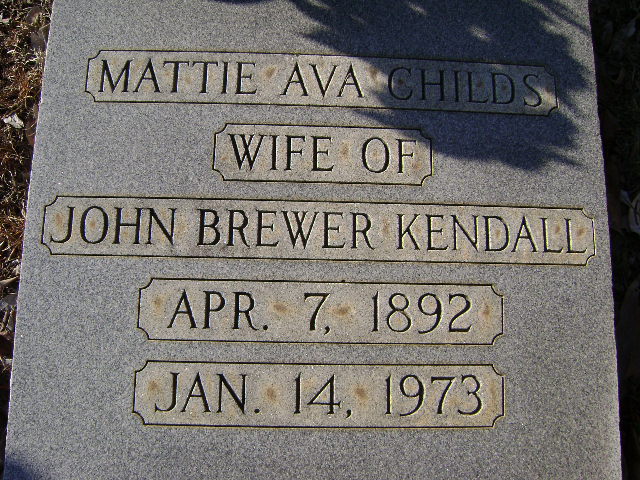 MATTIE AVA CHILDS
WIFE OF
JOHN BREWER KENDALL
APR. 7, 1892
JAN. 14, 1973